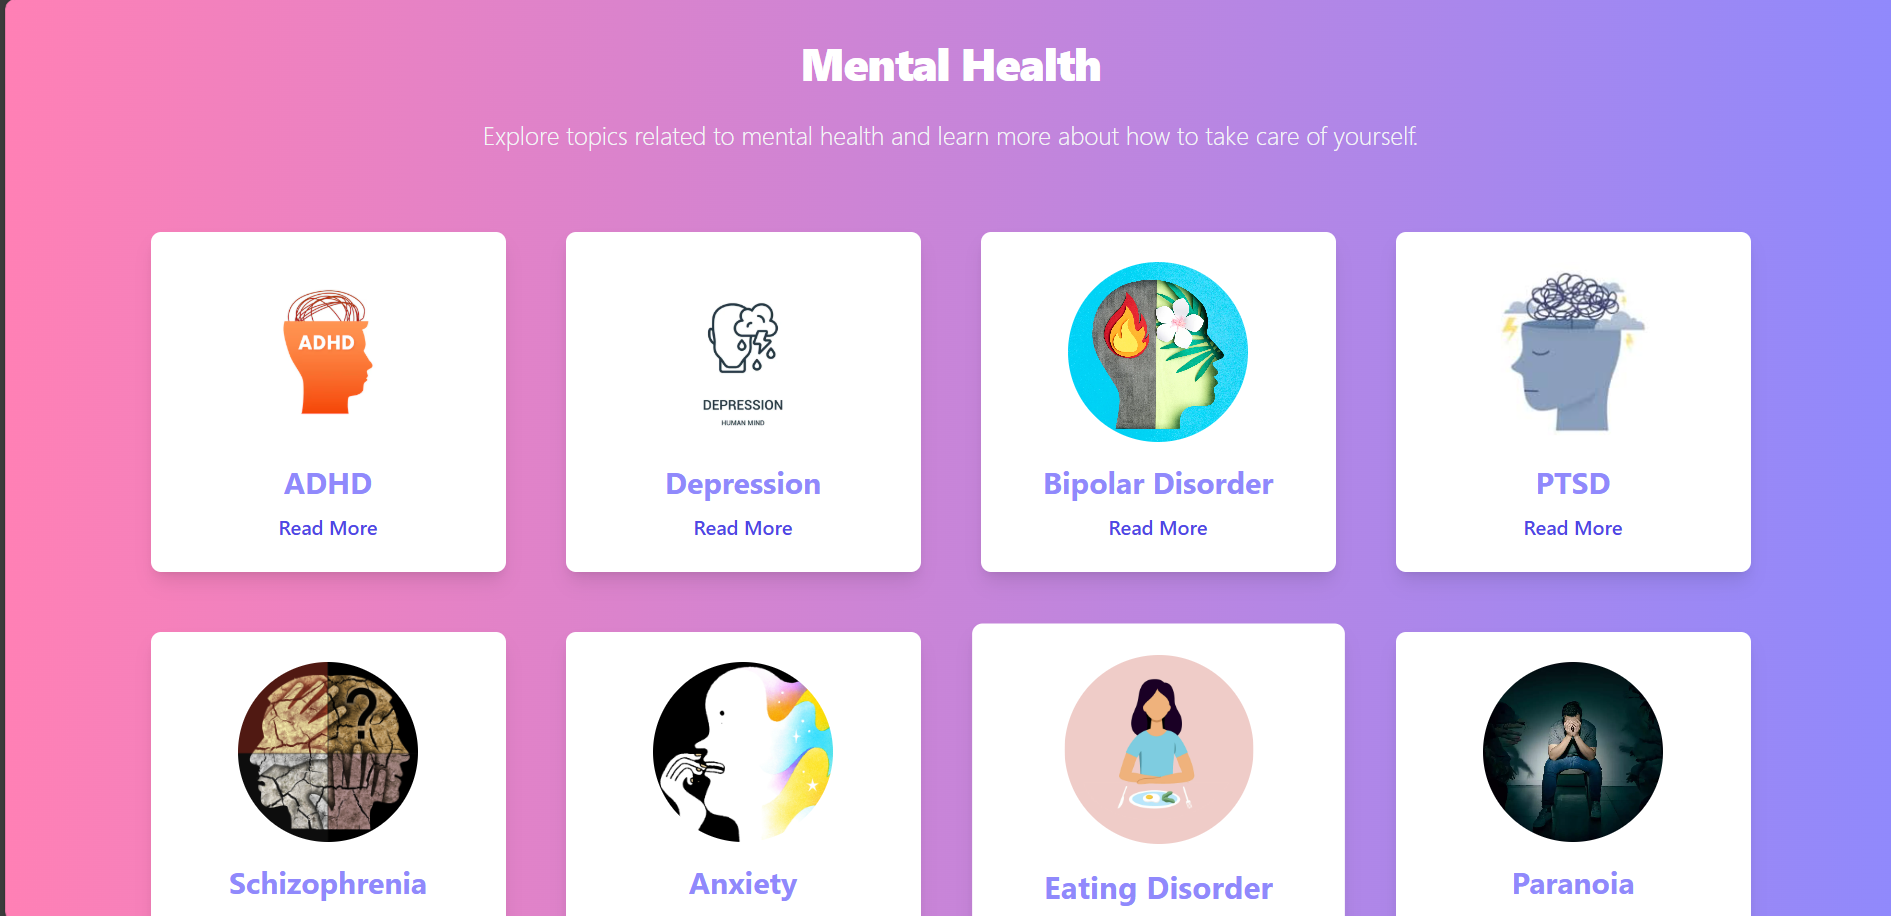 Mental Health
Explore topics related to mental health and learn more about how to take care of yourself.
ADHD
DEPRESSION
HUMAN MIND
ADHD
Depression
Bipolar Disorder
PTSD
Read More
Read More
Read More
Read More
?
Schizophrenia
Anxiety
Eating Disorder
Paranoia